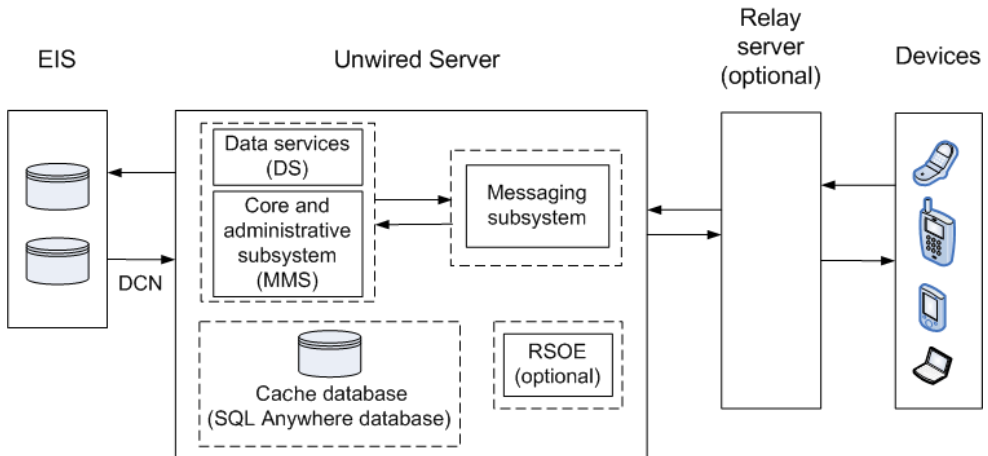 EIS
Unwired Server
Relay
server
(optional)
Devices
Data services
(DS)
Core and
administrative
subsystem
(MMS)
Messaging
subsystem
DCN
Cache database
(SQL Anywhere database)
RSOE
(optional)